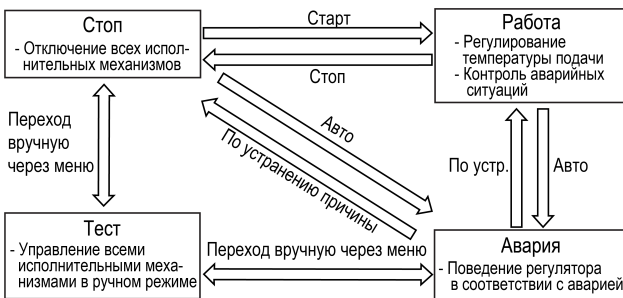 Стоп
- Отключение всех испол-
нительных механизмов
Старт
Стоп
Работа
- Регулирование
температуры подачи
- Контроль аварийных
ситуаций
Переход
вручную
через меню
Авто
По устранению причины
По устр.
Авто
Тест
- Управление всеми
исполнительными меха-
низмами в ручном режиме
Переход вручную через меню
Авария
- Поведение регулятора
в соответствии с аварией